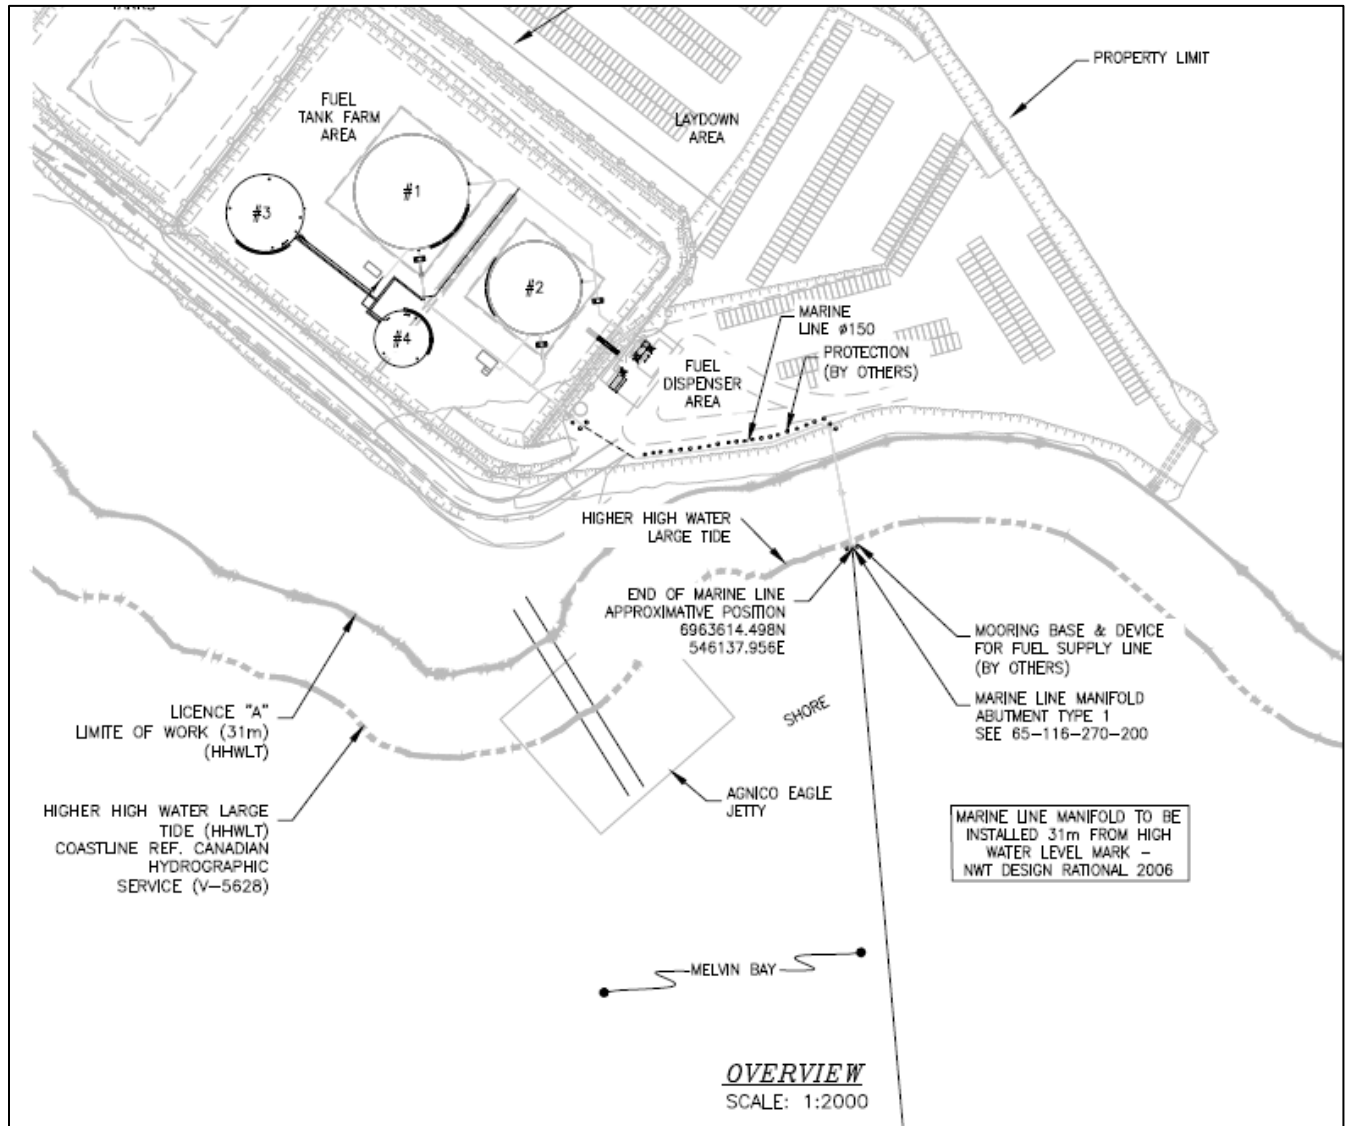 TANKS
PROPERTY LIMIT
FUEL
TANK FARM
AREA
LAYDOWN
AREA
#1
#3
#2
#4
MARINE
LINE ø150
PROTECTION
(BY OTHERS)
FUEL
DISPENSER
AREA
HIGHER HIGH WATER
LARGE TIDE
END OF MARINE LINE
APPROXIMATIVE POSITION
6963614.498N
546137.956E
MOORING BASE & DEVICE
FOR FUEL SUPPLY LINE
(BY OTHERS)
MARINE LINE MANIFOLD
ABUTMENT TYPE 1
SEE 65-116-270-200
SHORE
LICENCE "A"
LIMITE OF WORK (31m)
(HHWLT)
AGNICO EAGLE
JETTY
HIGHER HIGH WATER LARGE
TIDE (HHWLT)
COASTLINE REF. CANADIAN
HYDROGRAPHIC
SERVICE (V-5628)
MARINE LINE MANIFOLD TO BE
INSTALLED 31m FROM HIGH
WATER LEVEL MARK -
NWT DESIGN RATIONAL 2006
MELVIN BAY
OVERVIEW
SCALE: 1:2000